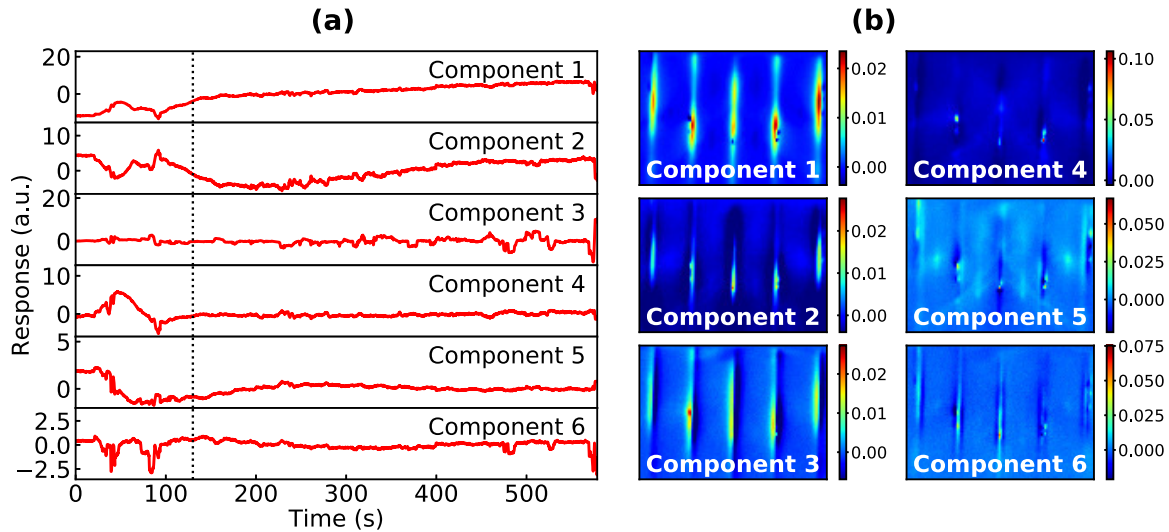 (a)
Response (a.u.)
20
0
Component 1
10
0
Component 2
20
0
Component 3
10
0
Component 4
5
0
Component 5
2.5
0.0
−2.5
Component 6
0 100 200 300 400 500
Time (s)
(b)
Component 1
0.02
0.01
0.00
Component 4
0.10
0.05
0.00
Component 2
0.02
0.01
0.00
Component 5
0.050
0.025
0.000
Component 3
0.02
0.01
0.00
Component 6
0.075
0.050
0.025
0.000